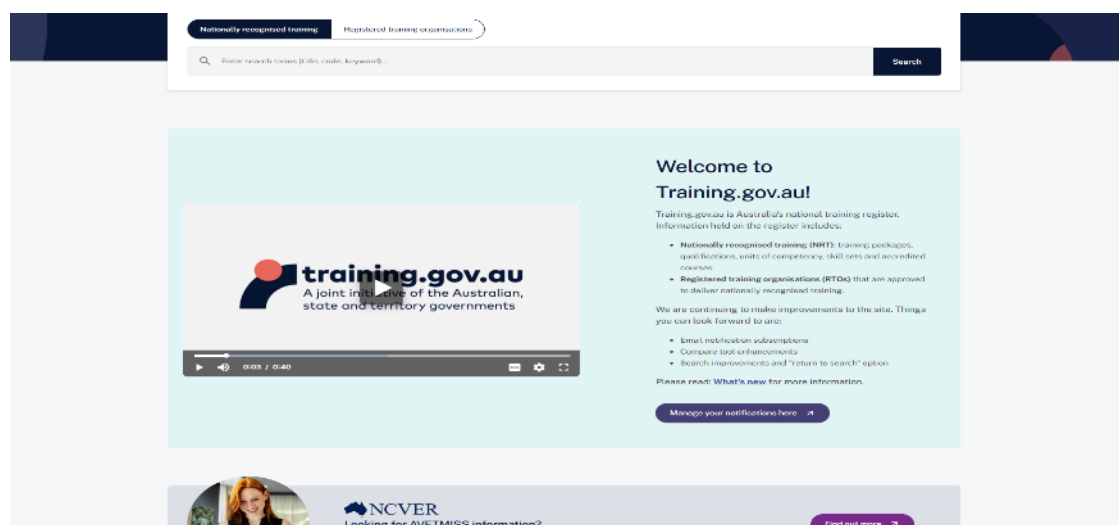 Nationally recognised training
Registered training organisations
Enter search terms (title, code, keyword)...
Search
Welcome to
Training.gov.au!
Training.gov.au is Australia's national training register.
Information held on the register includes:
Nationally recognised training (NRT): training packages,
qualifications, units of competency, skill sets and accredited
courses.
Registered training organisations (RTOs) that are approved
to deliver nationally recognised training.
We are continuing to make improvements to the site. Things
you can look forward to are:
Email notification subscriptions
Compare tool enhancements
Search improvements and "return to search" option
Please read: What's new for more information.
Manage your notifications here
training.gov.au
A joint initiative of the Australian,
state and territory governments
0:03 / 0:40
NCVER
Looking for AVETMISS information?
Find out more